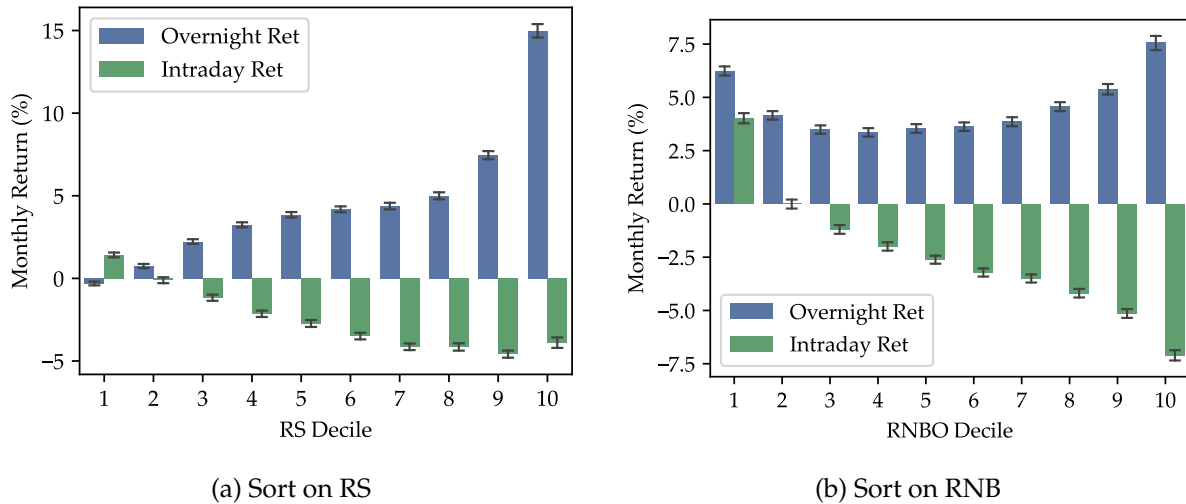 Monthly Return (%)
15
10
5
0
−5
Overnight Ret
Intraday Ret
1 2 3 4 5 6 7 8 9 10
RS Decile
(a) Sort on RS
Monthly Return (%)
7.5
5.0
2.5
0.0
−2.5
−5.0
−7.5
Overnight Ret
Intraday Ret
1 2 3 4 5 6 7 8 9 10
RNBO Decile
(b) Sort on RNB